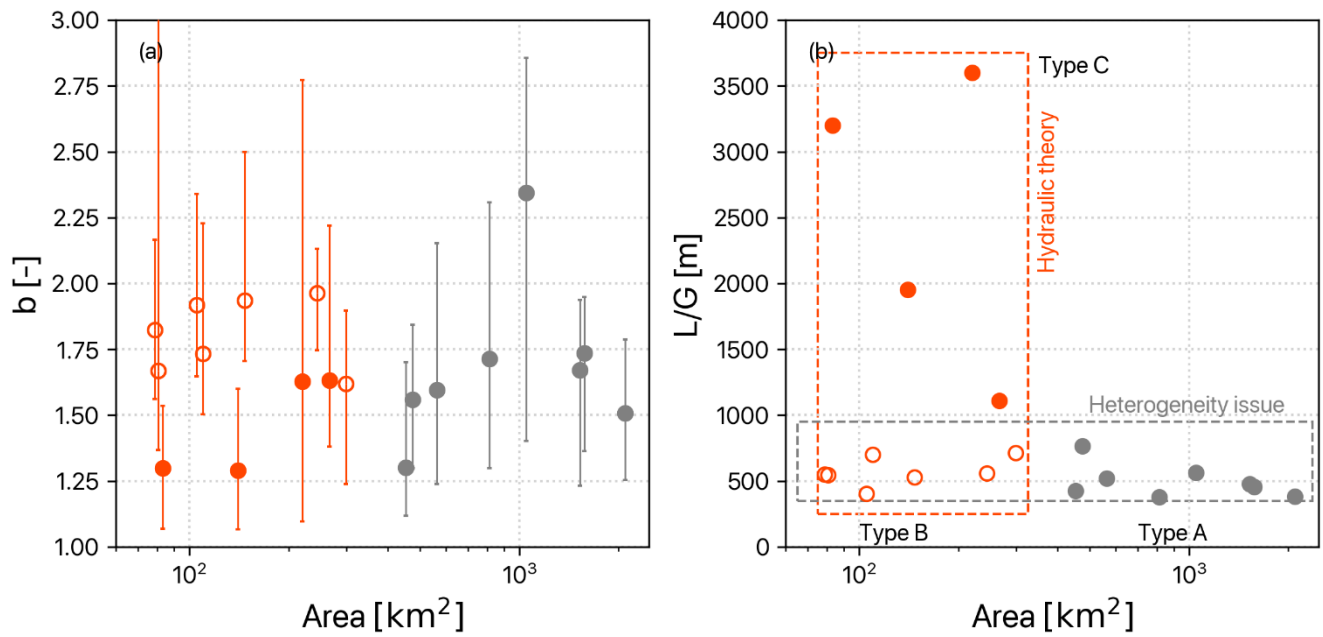 (a)
3.00
2.75
2.50
2.25
2.00
1.75
1.50
1.25
1.00
b [-]
10²
10³
Area [km²]
(b)
4000
3500
3000
2500
2000
1500
1000
500
0
L/G [m]
Type C
Hydraulic theory
Heterogeneity issue
Type B
Type A
10²
10³
Area [km²]